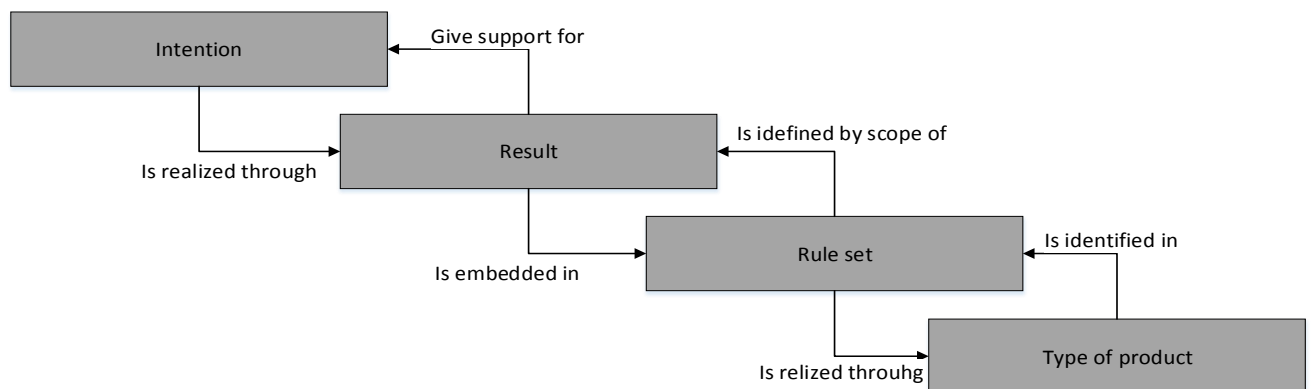 Intention
Give support for
Is realized through
Result
Is idefined by scope of
Is embedded in
Rule set
Is identified in
Is relized throuhg
Type of product